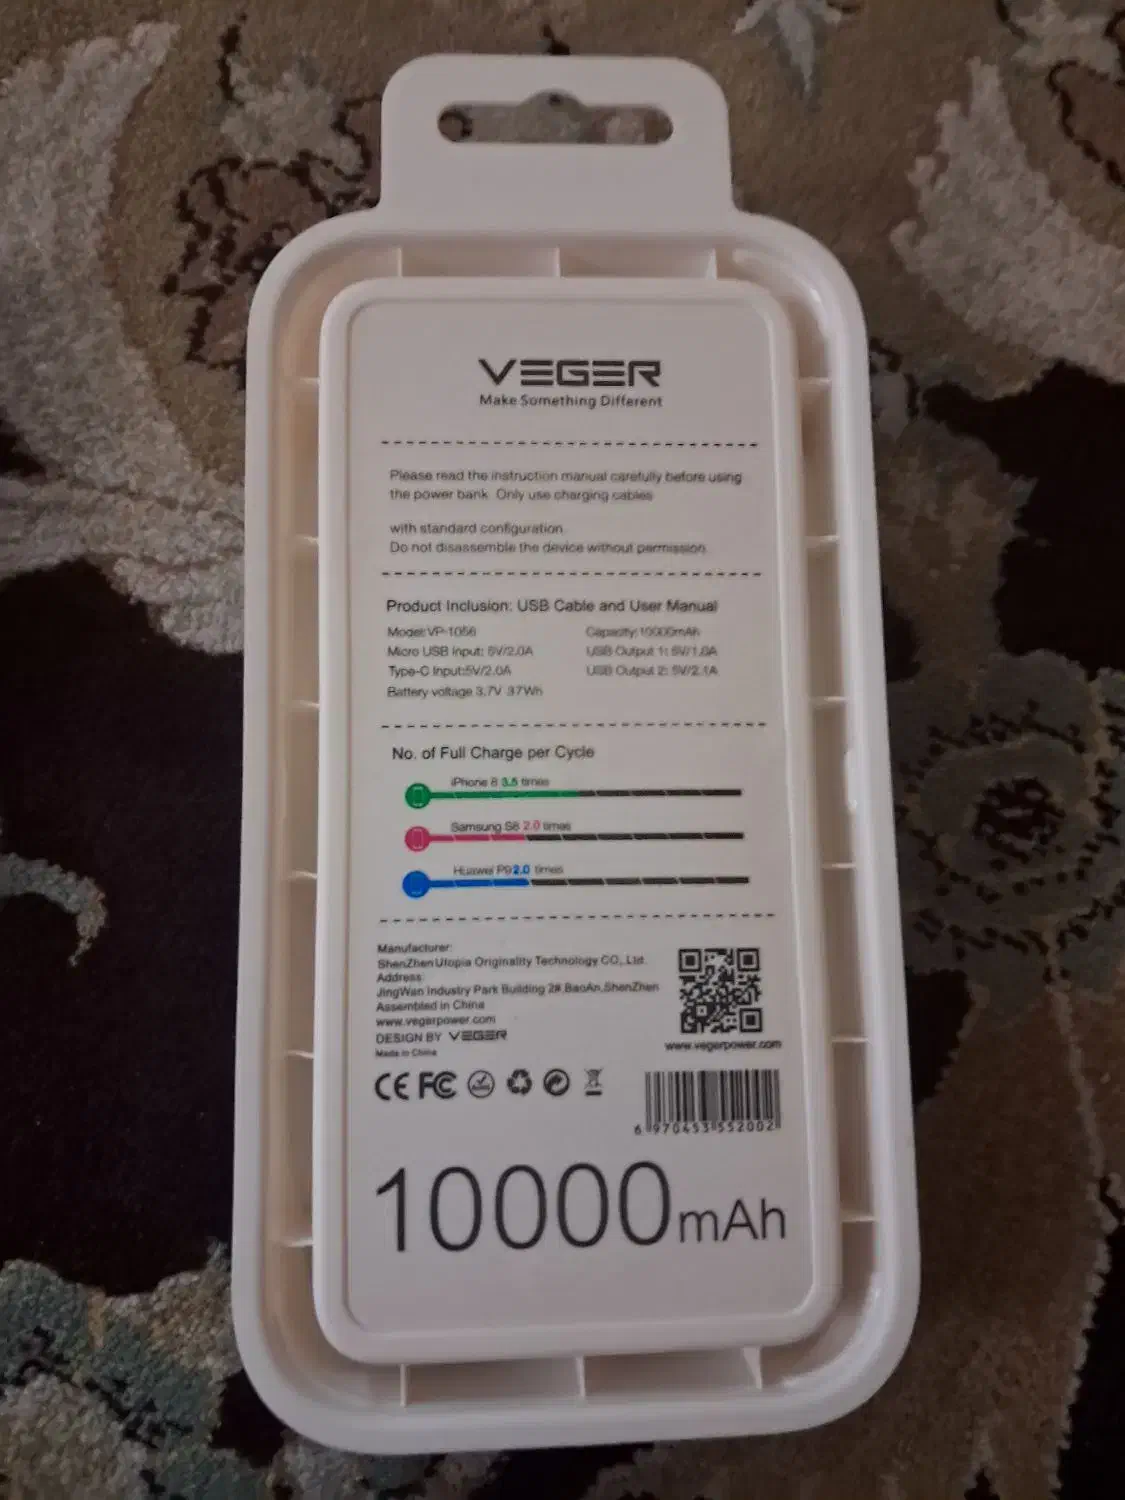 VEGER
Make Something Different
Please read the instruction manual carefully before using
the power bank. Only use charging cables
with standard configuration
Do not disassemble the device without permission.
Product Inclusion: USB Cable and User Manual
Model: VP-1056
Capacity: 10000mAh
Micro USB Input: 5V/2.0A
USB Output 1: 5V/1.0A
Type-C Input:5V/2.0A
USB Output 2: 5V/2.1A
Battery voltage 3.7V 37Wh
No. of Full Charge per Cycle
iPhone 8 3.5 times
Samsung S6 2.0 times
Huawei P9 2.0 times
Manufacturer:
ShenZhen Utopia Originality Technology CO,.Ltd.
Address:
JingWan Industry Park Building 2#,BaoAn,ShenZhen
Assembled in China
www.vegerpower.com
DESIGN BY VEGER
Made in China
www.vegerpower.com
CE FC
6 970453 552002
10000mAh